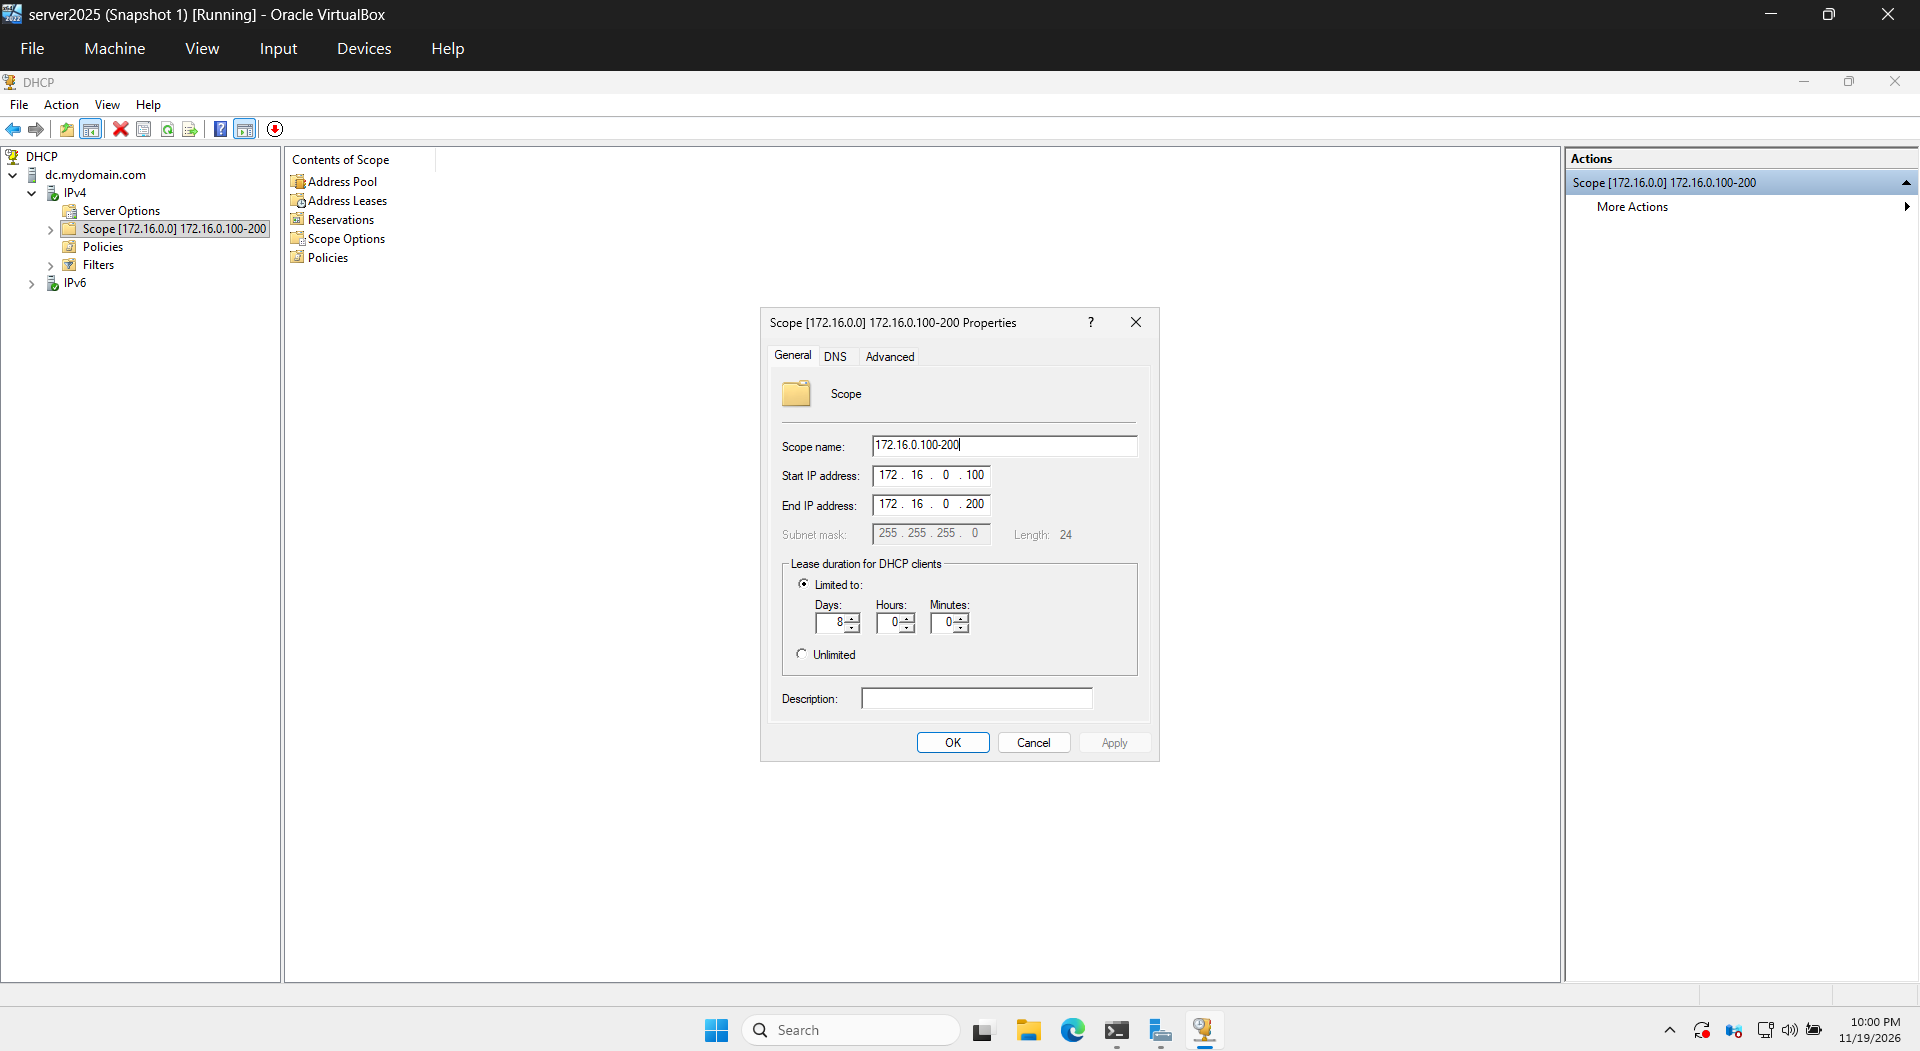 server2025 (Snapshot 1) [Running] - Oracle VirtualBox
File Machine View Input Devices Help
DHCP
File Action View Help
DHCP
dc.mydomain.com
IPv4
Server Options
Scope [172.16.0.0] 172.16.0.100-200
Policies
Filters
IPv6
Contents of Scope
Address Pool
Address Leases
Reservations
Scope Options
Policies
Scope [172.16.0.0] 172.16.0.100-200 Properties
General DNS Advanced
Scope
Scope name: 172.16.0.100-200
Start IP address: 172 . 16 . 0 . 100
End IP address: 172 . 16 . 0 . 200
Subnet mask: 255 . 255 . 255 . 0 Length: 24
Lease duration for DHCP clients
Limited to:
Days: Hours: Minutes:
8 0 0
Unlimited
Description:
OK Cancel Apply
Actions
Scope [172.16.0.0] 172.16.0.100-200
More Actions
Search
10:00 PM
11/19/2026